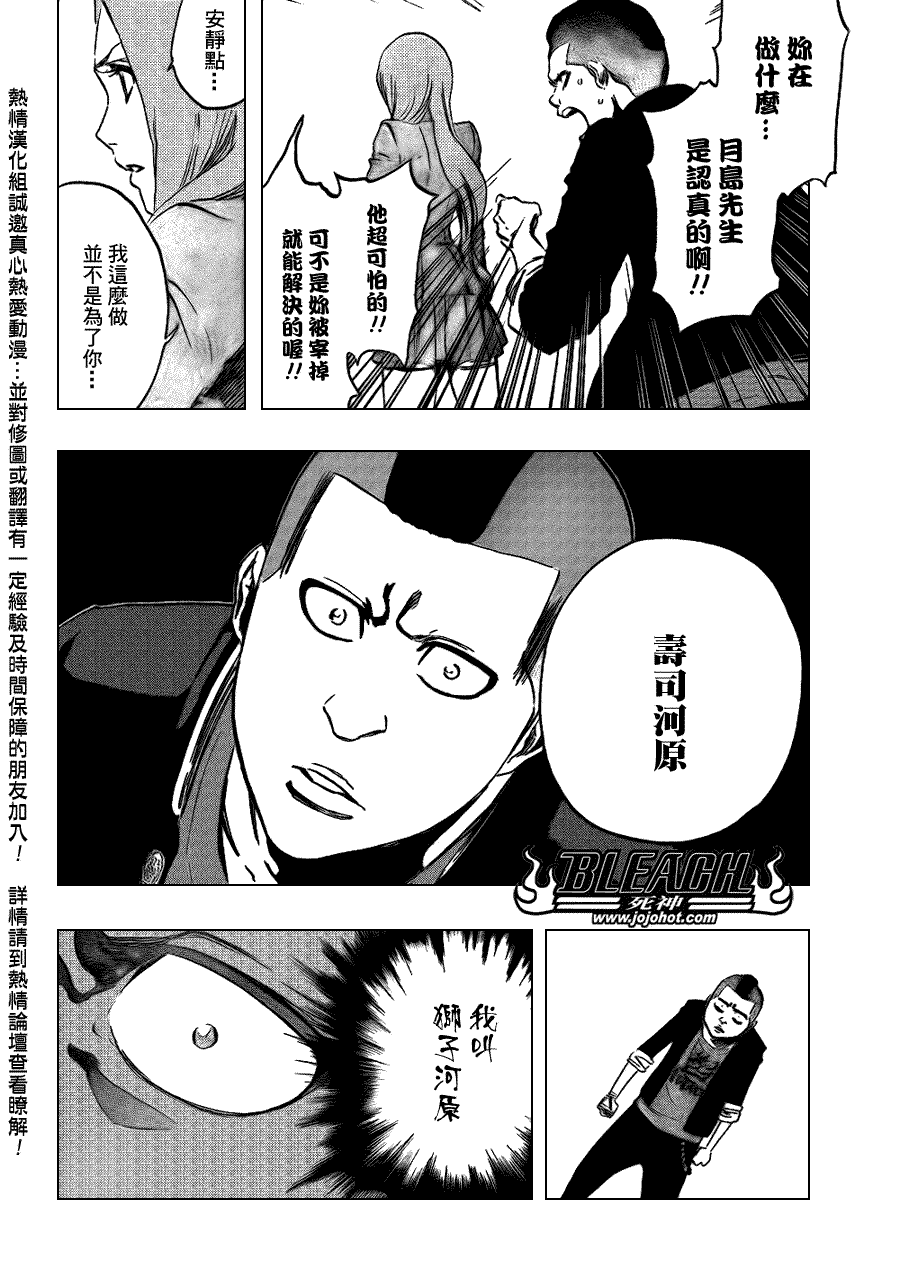 妳在
做什麼…
月島先生
是認真的啊!!
他超可怕的!!
可不是妳被宰掉
就能解決的喔!!
安靜點…
我這麼做
並不是為了你…
壽司河原
BLEACH
死神
www.jojohot.com
我叫
獅子河原
熱情漢化組誠邀真心熱愛動漫…並對修圖或翻譯有一定經驗及時間保障的朋友加入! 詳情請到熱情論壇查看瞭解!